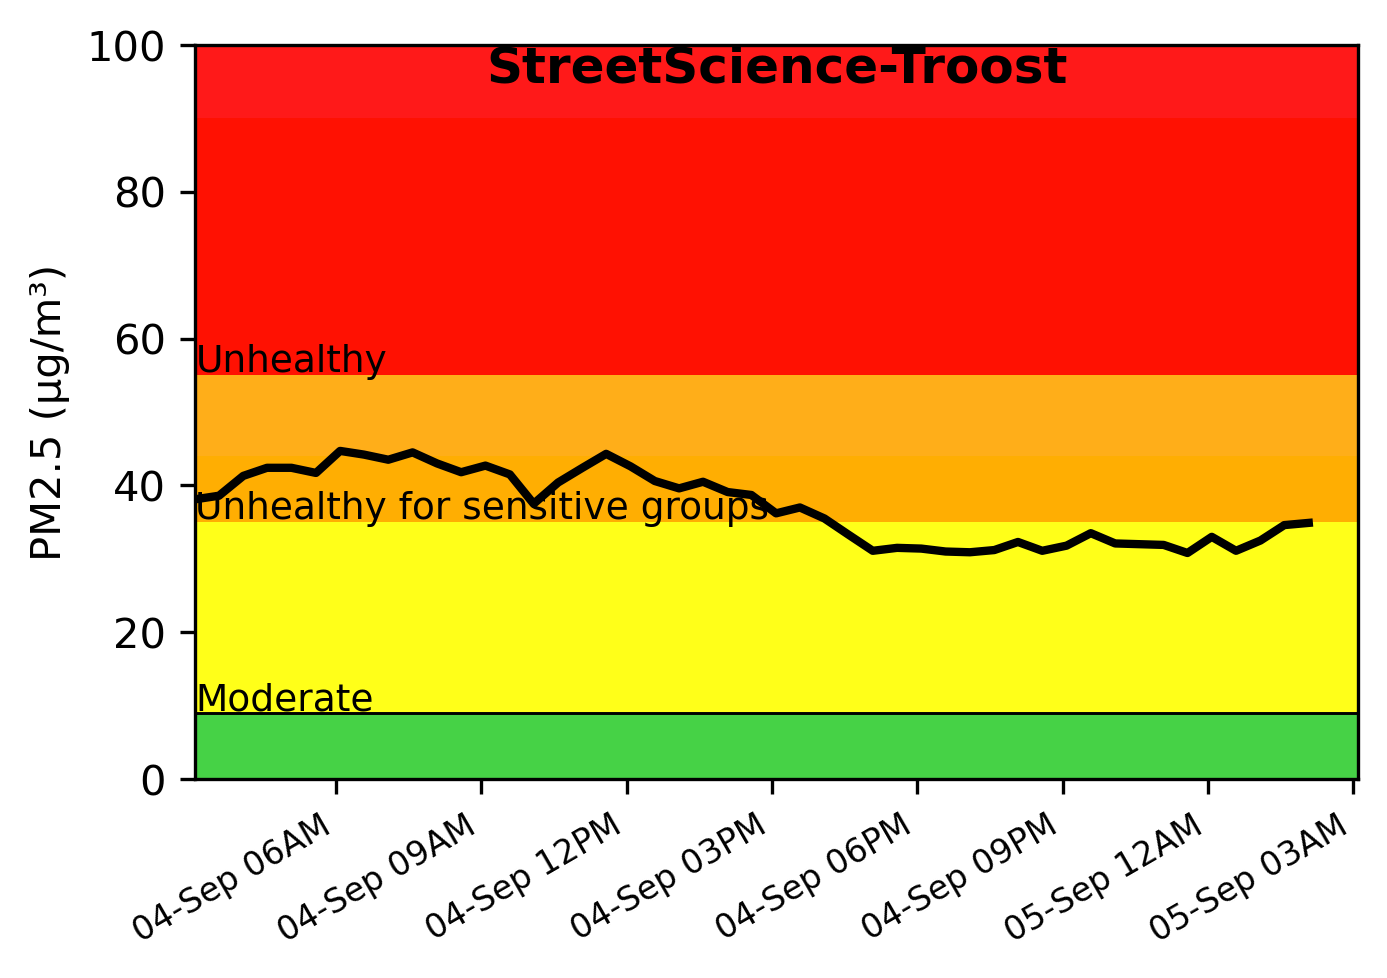 StreetScience-Troost
PM2.5 (µg/m³)
100
80
60
40
20
0
Unhealthy
Unhealthy for sensitive groups
Moderate
04-Sep 06AM
04-Sep 09AM
04-Sep 12PM
04-Sep 03PM
04-Sep 06PM
04-Sep 09PM
05-Sep 12AM
05-Sep 03AM